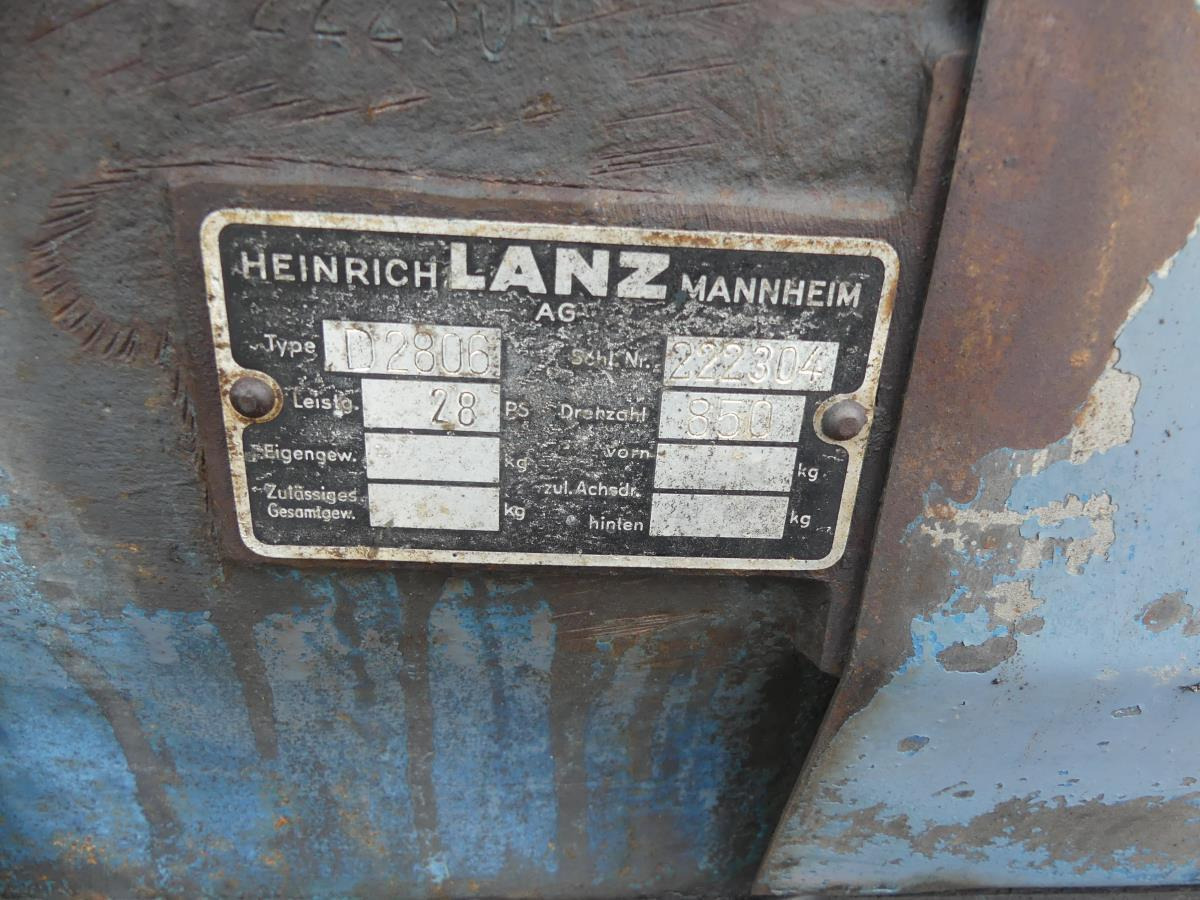 222304
HEINRICH LANZ MANNHEIM
AG
Type D2806 Schl. Nr. 222304
Leistg. 28 PS Drehzahl 850
Eigengew. kg vorn kg
zul. Achsdr.
Zulässiges Gesamtgew. kg hinten kg